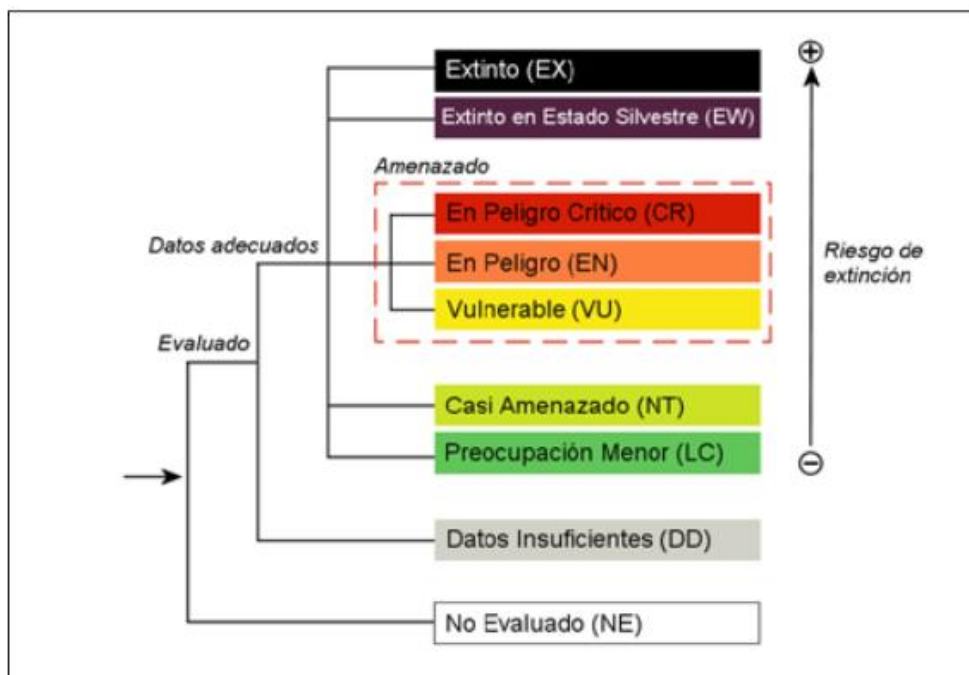 Extinto (EX)
Extinto en Estado Silvestre (EW)
Amenazado
En Peligro Crítico (CR)
Datos adecuados
En Peligro (EN)
Riesgo de
extinción
Vulnerable (VU)
Evaluado
Casi Amenazado (NT)
Preocupación Menor (LC)
Datos Insuficientes (DD)
No Evaluado (NE)